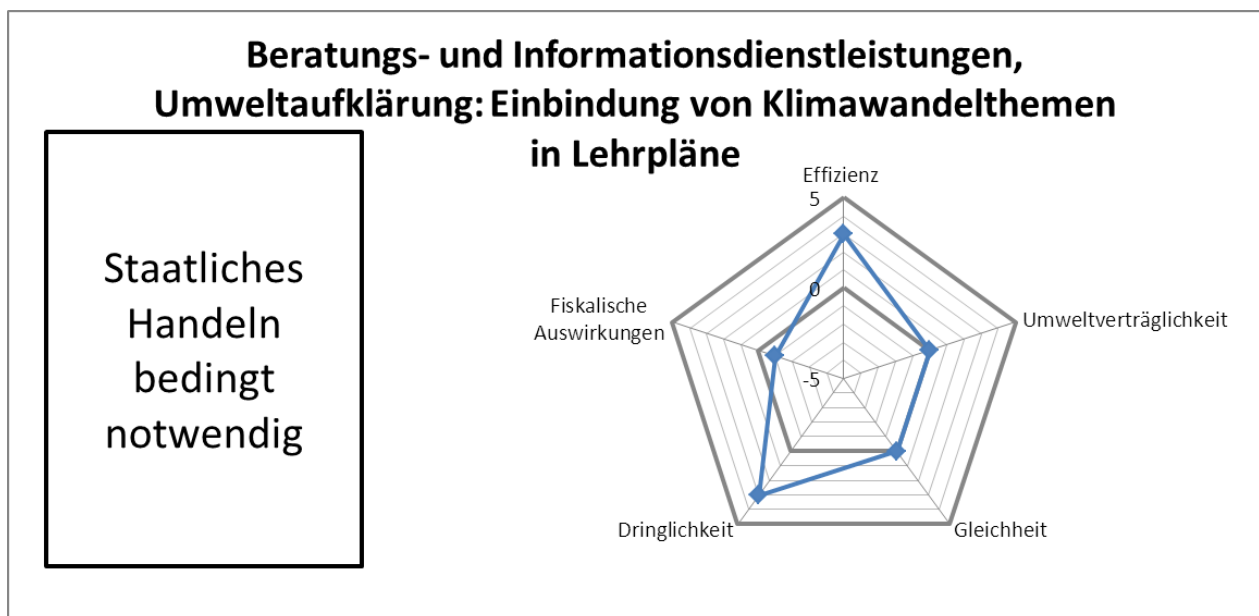 Beratungs- und Informationsdienstleistungen,
Umweltaufklärung: Einbindung von Klimawandelthemen
in Lehrpläne
Staatliches
Handeln
bedingt
notwendig
Effizienz
5
0
-5
Umweltverträglichkeit
Gleichheit
Dringlichkeit
Fiskalische
Auswirkungen